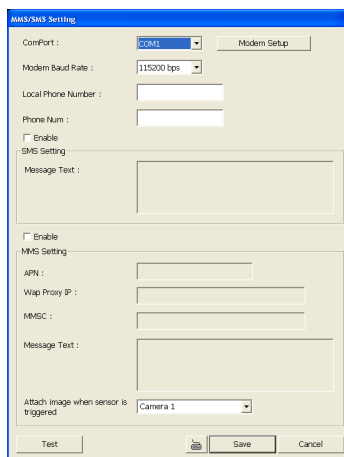 MMS/SMS Setting
ComPort : COM1 Modem Setup
Modem Baud Rate : 115200 bps
Local Phone Number :
Phone Num :
Enable
SMS Setting
Message Text :
Enable
MMS Setting
APN :
Wap Proxy IP :
MMSC :
Message Text :
Attach image when sensor is
triggered Camera 1
Test Save Cancel